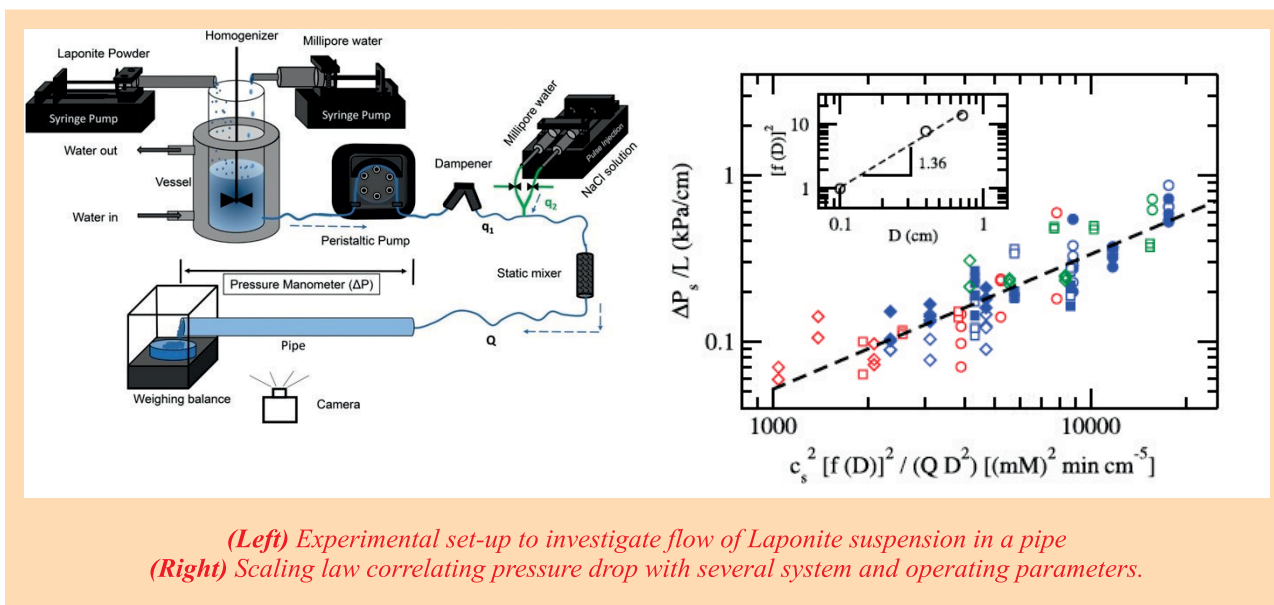 Homogenizer
Laponite Powder
Millipore water
Syringe Pump
Syringe Pump
Water out
Vessel
Water in
Peristaltic Pump
Dampener
q₁
Millipore water
Pulse Injection
NaCl solution
q₂
Static mixer
Pressure Manometer (ΔP)
Pipe
Q
Weighing balance
Camera
ΔPₛ/L (kPa/cm)
1
0.1
1000
10000
cₛ² [f (D)]² / (Q D²) [(mM)² min cm⁻⁵]
[f (D)]²
10
1
1.36
0.1
1
D (cm)
(Left) Experimental set-up to investigate flow of Laponite suspension in a pipe
(Right) Scaling law correlating pressure drop with several system and operating parameters.